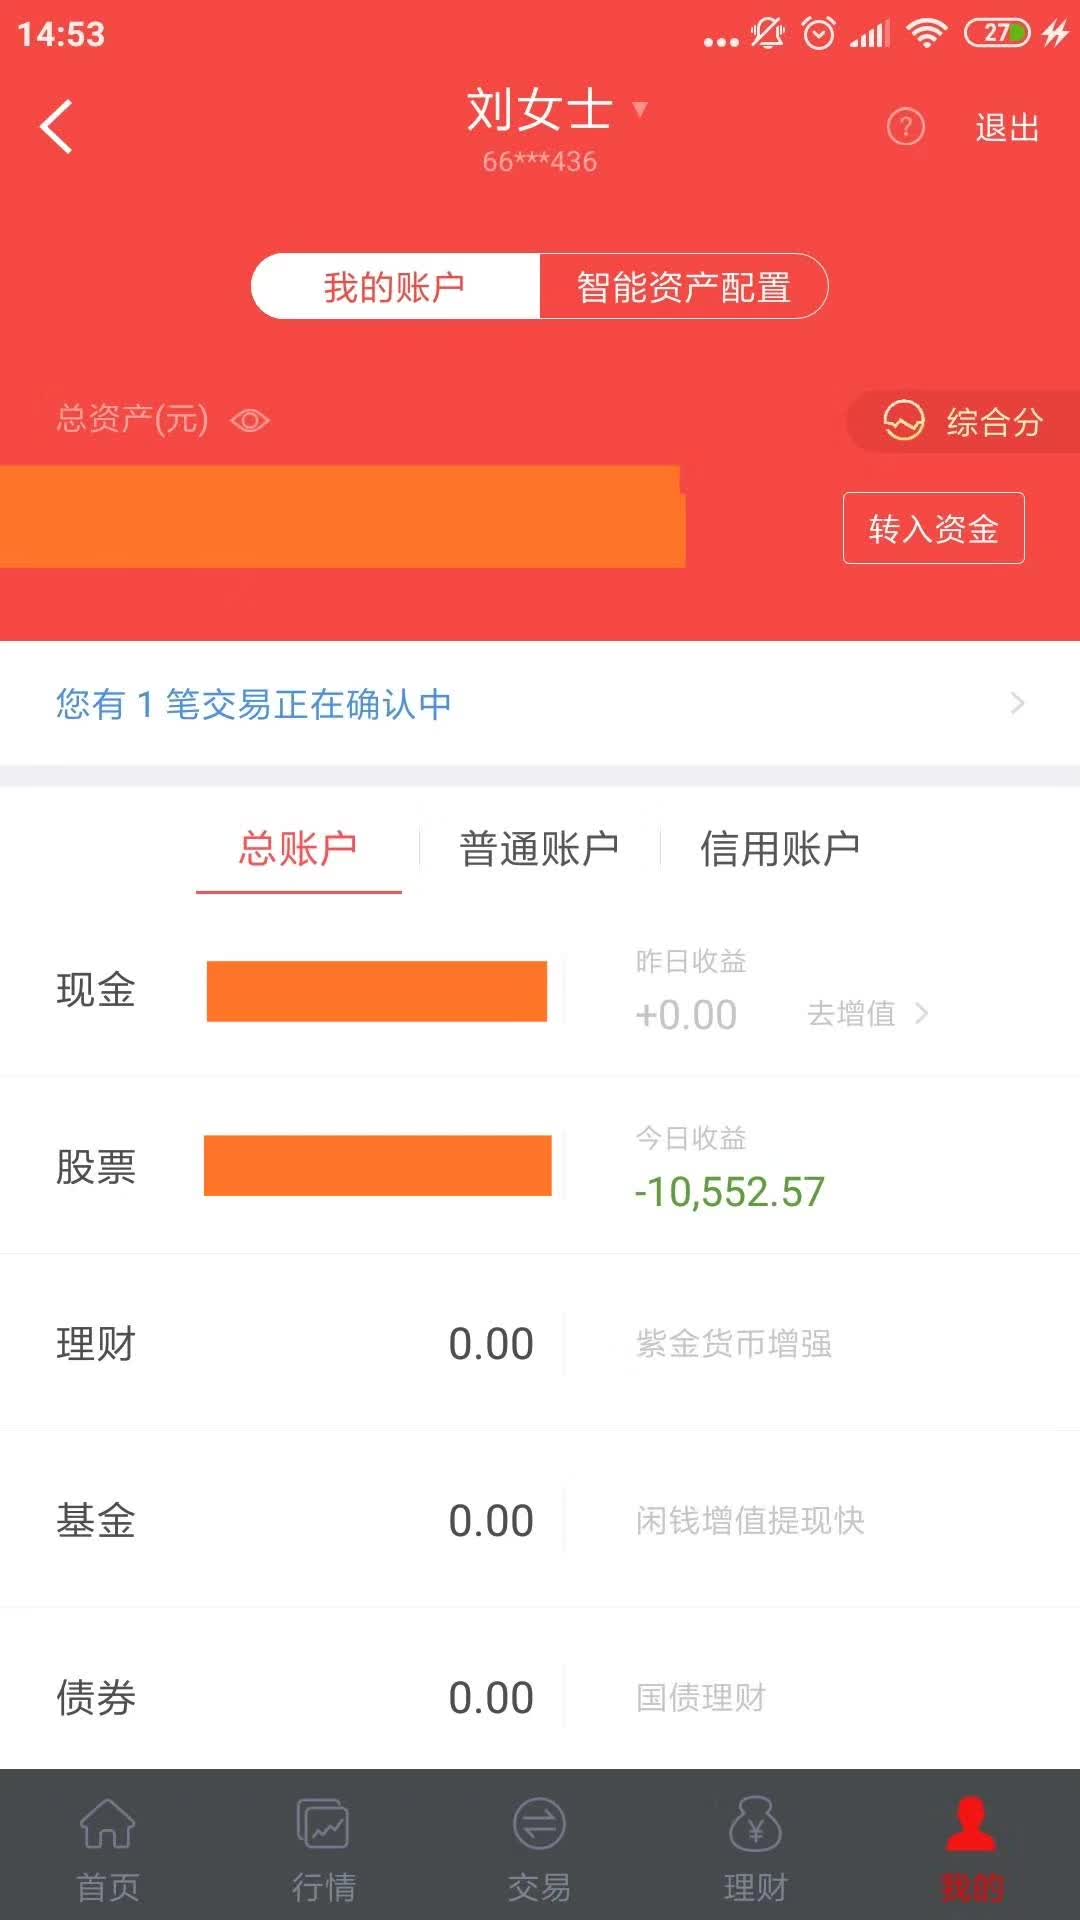 14:53
27
刘女士
66***436
?
退出
我的账户
智能资产配置
总资产(元)
综合分
转入资金
您有 1 笔交易正在确认中
总账户
普通账户
信用账户
现金
昨日收益
+0.00
去增值
股票
今日收益
-10,552.57
理财
0.00
紫金货币增强
基金
0.00
闲钱增值提现快
债券
0.00
国债理财
首页
行情
交易
¥
理财
我的